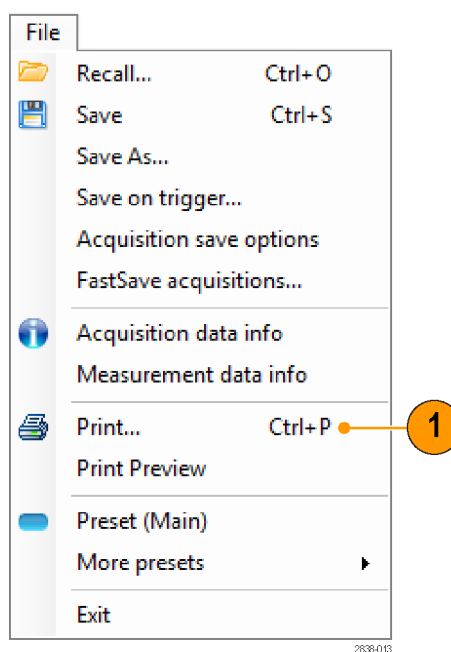 File
Recall... Ctrl+O
Save Ctrl+S
Save As...
Save on trigger...
Acquisition save options
FastSave acquisitions...
Acquisition data info
Measurement data info
Print... Ctrl+P 1
Print Preview
Preset (Main)
More presets
Exit
2838-013